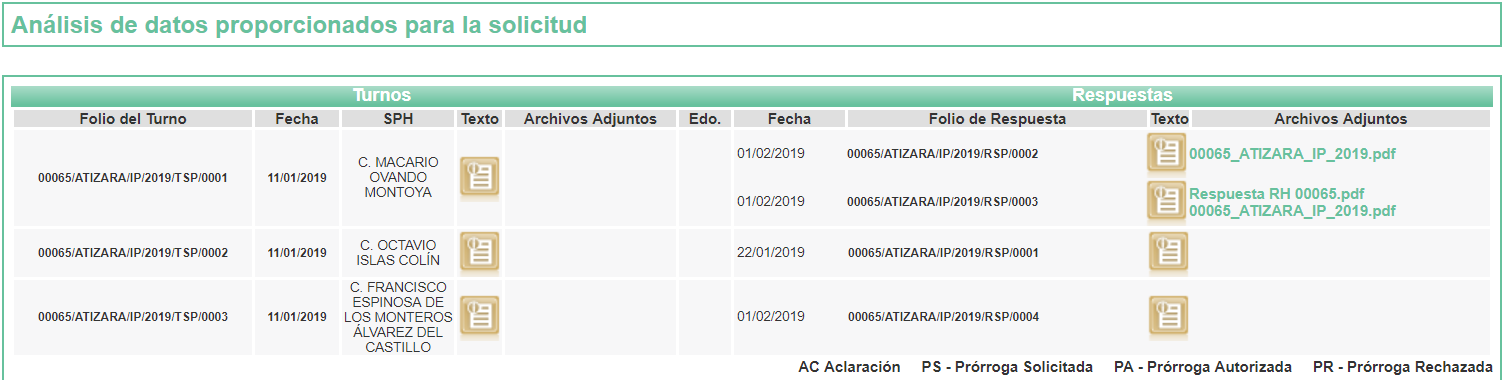 Análisis de datos proporcionados para la solicitud
Turnos Respuestas
Folio del Turno Fecha SPH Texto Archivos Adjuntos Edo. Fecha Folio de Respuesta Texto Archivos Adjuntos
00065/ATIZARA/IP/2019/TSP/0001 11/01/2019
C. MACARIO
OVANDO
MONTOYA
01/02/2019 00065/ATIZARA/IP/2019/RSP/0002 00065_ATIZARA_IP_2019.pdf
01/02/2019 00065/ATIZARA/IP/2019/RSP/0003
Respuesta RH 00065.pdf
00065_ATIZARA_IP_2019.pdf
00065/ATIZARA/IP/2019/TSP/0002 11/01/2019
C. OCTAVIO
ISLAS COLÍN
22/01/2019 00065/ATIZARA/IP/2019/RSP/0001
00065/ATIZARA/IP/2019/TSP/0003 11/01/2019
C. FRANCISCO
ESPINOSA DE
LOS MONTEROS
ÁLVAREZ DEL
CASTILLO
01/02/2019 00065/ATIZARA/IP/2019/RSP/0004
AC Aclaración PS - Prórroga Solicitada PA - Prórroga Autorizada PR - Prórroga Rechazada